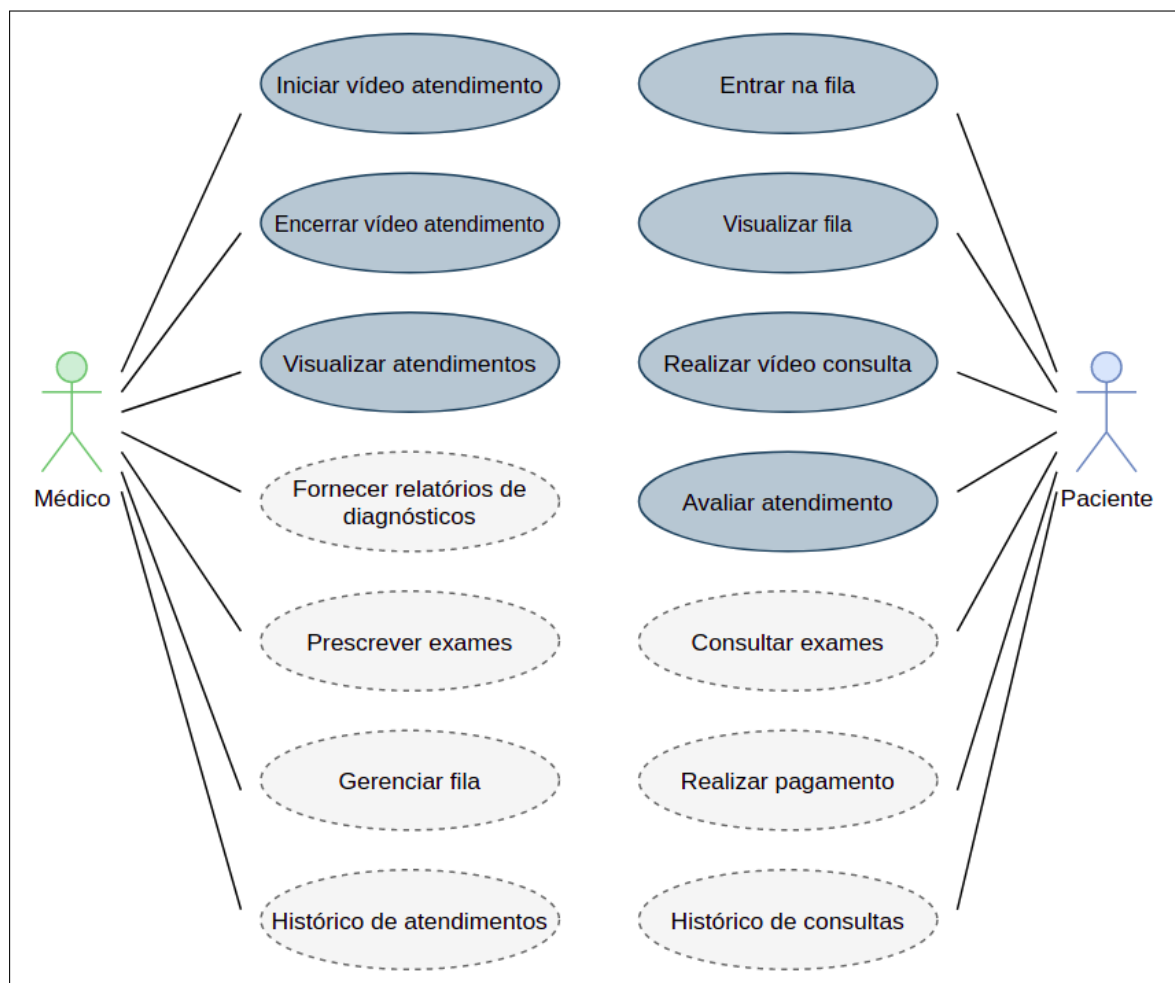 Iniciar vídeo atendimento
Entrar na fila
Encerrar vídeo atendimento
Visualizar fila
Visualizar atendimentos
Realizar vídeo consulta
Médico
Fornecer relatórios de
diagnósticos
Avaliar atendimento
Paciente
Prescrever exames
Consultar exames
Gerenciar fila
Realizar pagamento
Histórico de atendimentos
Histórico de consultas